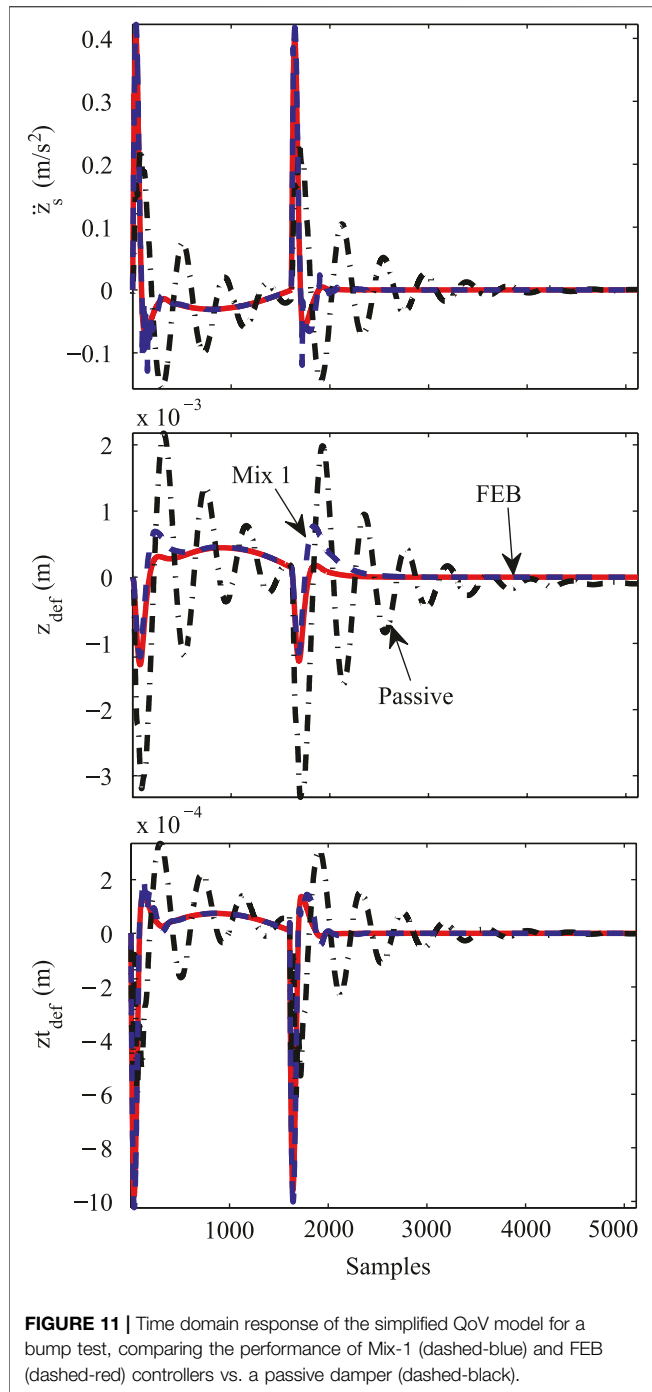 0.4
0.3
0.2
0.1
0
−0.1
z̈s (m/s²)
x 10⁻³
2
1
0
−1
−2
−3
zdef (m)
Mix 1
FEB
Passive
x 10⁻⁴
2
0
−2
−4
−6
−8
−10
ztdef (m)
1000 2000 3000 4000 5000
Samples
FIGURE 11 | Time domain response of the simplified QoV model for a
bump test, comparing the performance of Mix-1 (dashed-blue) and FEB
(dashed-red) controllers vs. a passive damper (dashed-black).